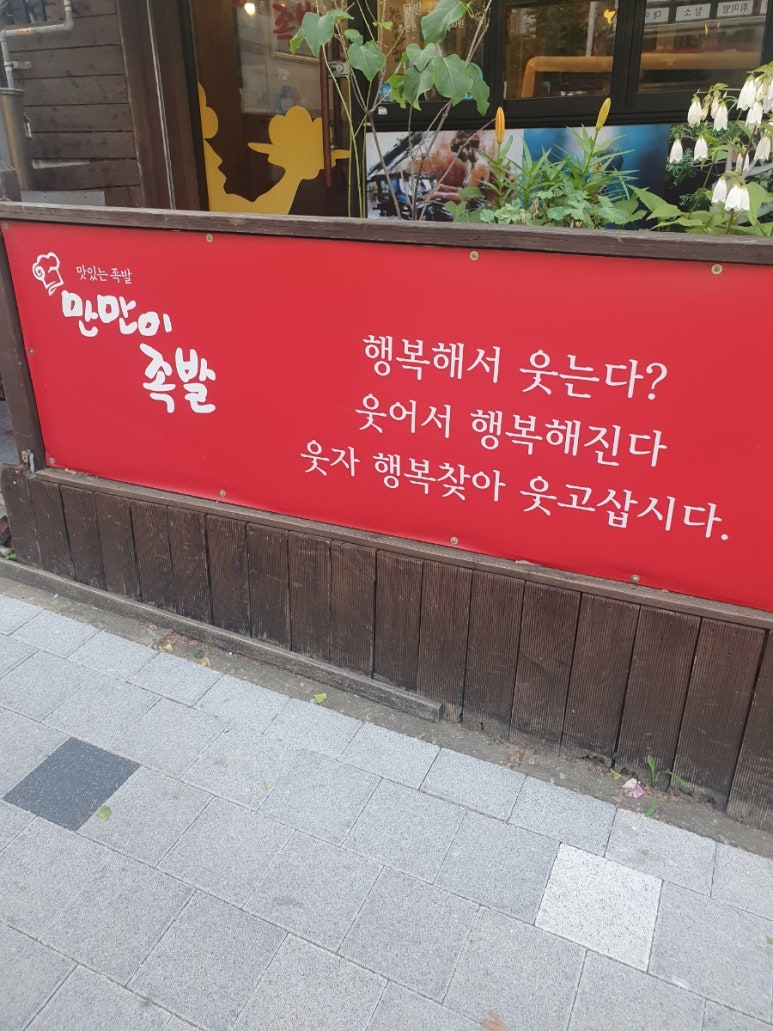 맛있는 족발
만만이
족발
행복해서 웃는다?
웃어서 행복해진다
웃자 행복찾아 웃고삽시다.